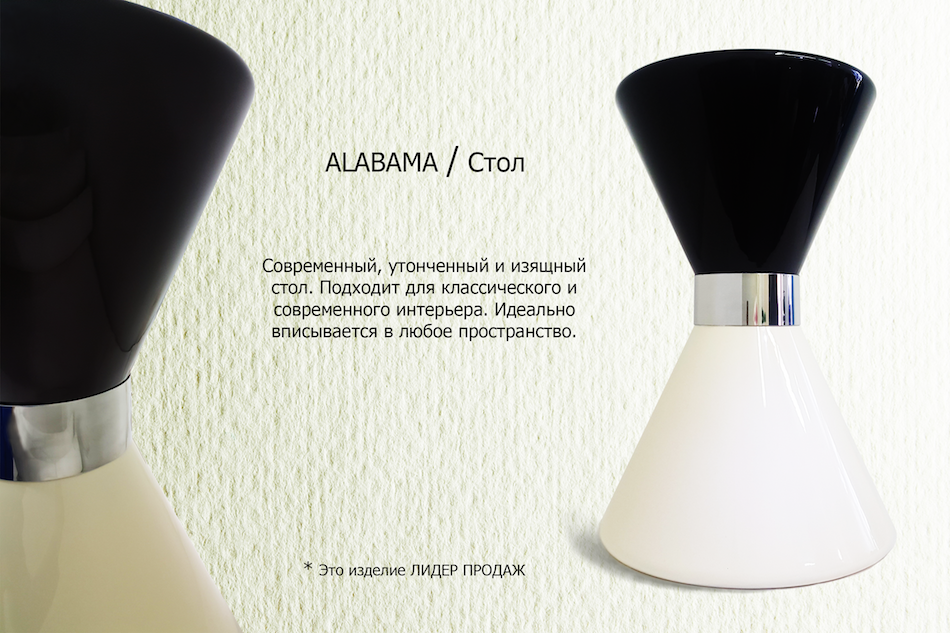 ALABAMA / Стол
Современный, утонченный и изящный
стол. Подходит для классического и
современного интерьера. Идеально
вписывается в любое пространство.
* Это изделие ЛИДЕР ПРОДАЖ